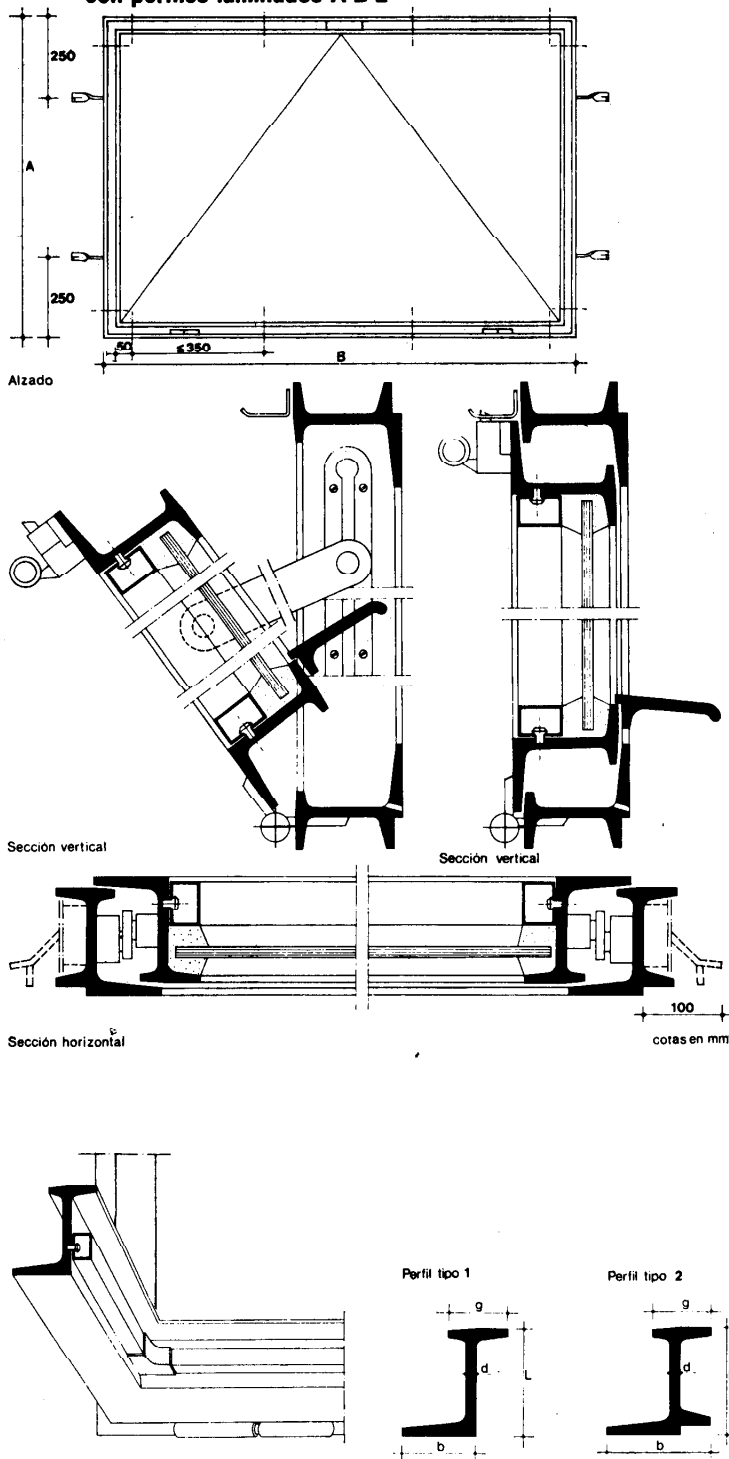 con perfiles laminados A B L
250
A
250
50
≤350
B
Alzado
Sección vertical
Sección vertical
100
Sección horizontal
cotas en mm
Perfil tipo 1
Perfil tipo 2
g
g
d
L
d
b
b